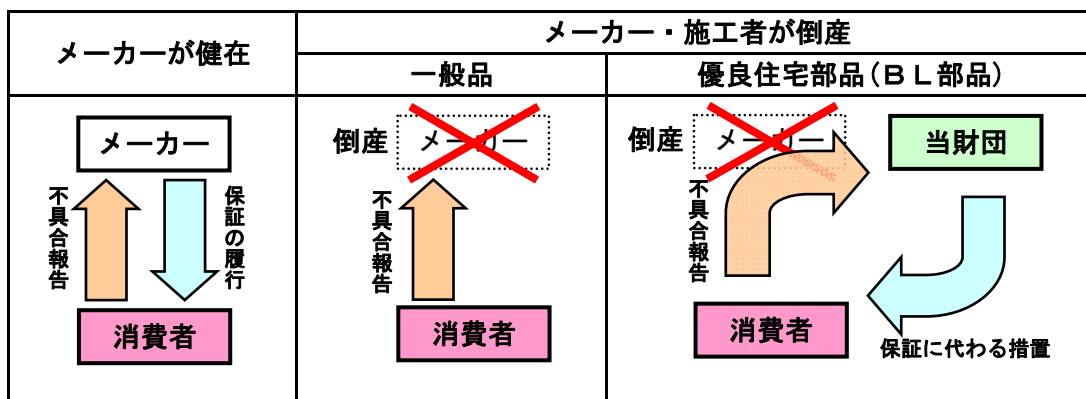 メーカーが健在
メーカー・施工者が倒産
一般品
優良住宅部品(BL部品)
メーカー
不具合報告
保証の履行
消費者
倒産
メーカー
不具合報告
消費者
倒産
メーカー
当財団
不具合報告
消費者
保証に代わる措置